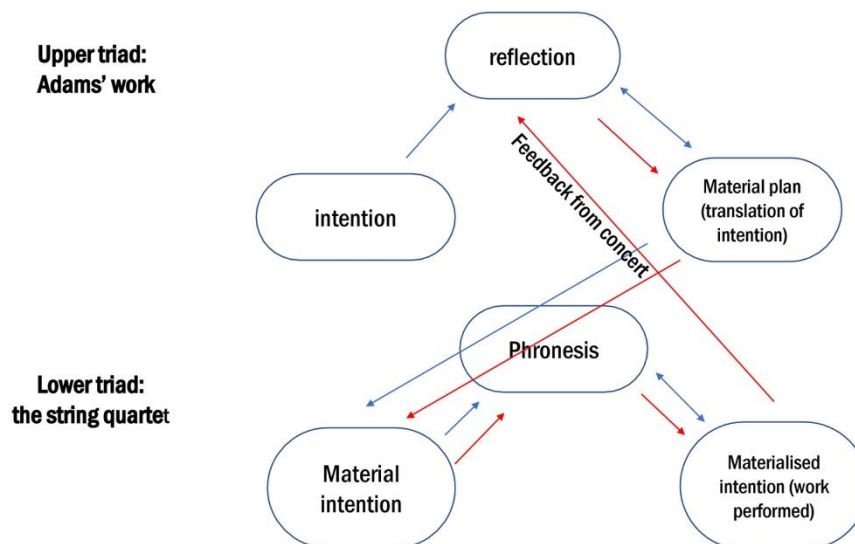 Upper triad:
Adams' work
reflection
intention
Material plan
(translation of
intention)
Feedback from concert
Phronesis
Lower triad:
the string quartet
Material
intention
Materialised
intention (work
performed)